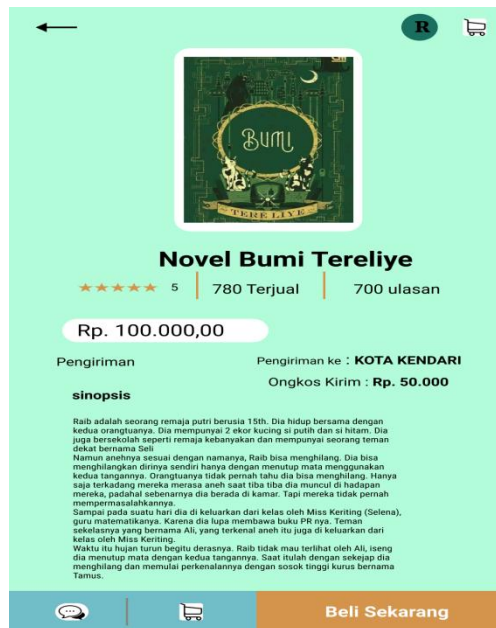 R
BUMI
TERE LIYE
Novel Bumi Tereliye
5
780 Terjual
700 ulasan
Rp. 100.000,00
Pengiriman
Pengiriman ke : KOTA KENDARI
Ongkos Kirim : Rp. 50.000
sinopsis
Raib adalah seorang remaja putri berusia 15th. Dia hidup bersama dengan
kedua orangtuanya. Dia mempunyai 2 ekor kucing si putih dan si hitam. Dia
juga bersekolah seperti remaja kebanyakan dan mempunyai seorang teman
dekat bernama Seli
Namun anehnya sesuai dengan namanya, Raib bisa menghilang. Dia bisa
menghilangkan dirinya sendiri hanya dengan menutup mata menggunakan
kedua tangannya. Orangtuanya tidak pernah tahu dia bisa menghilang. Hanya
saja terkadang mereka merasa aneh saat tiba tiba dia muncul di hadapan
mereka, padahal sebenarnya dia berada di kamar. Tapi mereka tidak pernah
mempermasalahkannya.
Sampai pada suatu hari dia di keluarkan dari kelas oleh Miss Keriting (Selena),
guru matematikanya. Karena dia lupa membawa buku PR nya. Teman
sekelasnya yang bernama Ali, yang terkenal aneh itu juga di keluarkan dari
kelas oleh Miss Keriting.
Waktu itu hujan turun begitu derasnya. Raib tidak mau terlihat oleh Ali, iseng
dia menutup mata dengan kedua tangannya. Saat itulah dengan sekejap dia
menghilang dan memulai perkenalannya dengan sosok tinggi kurus bernama
Tamus.
Beli Sekarang